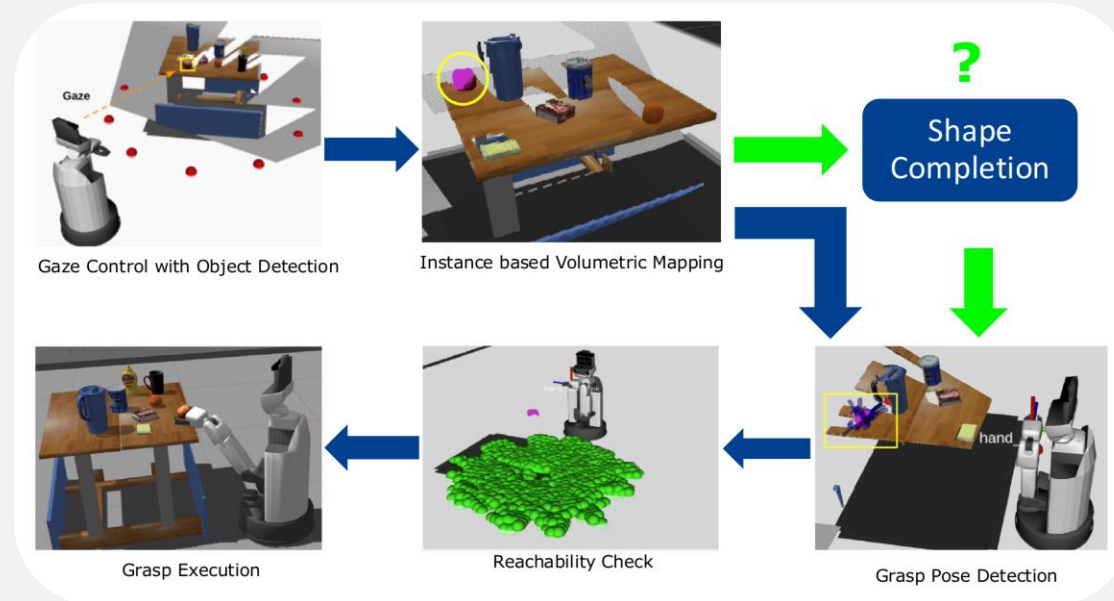 ?
Gaze
Shape
Completion
Gaze Control with Object Detection
Instance based Volumetric Mapping
hand_
Grasp Execution
Reachability Check
Grasp Pose Detection